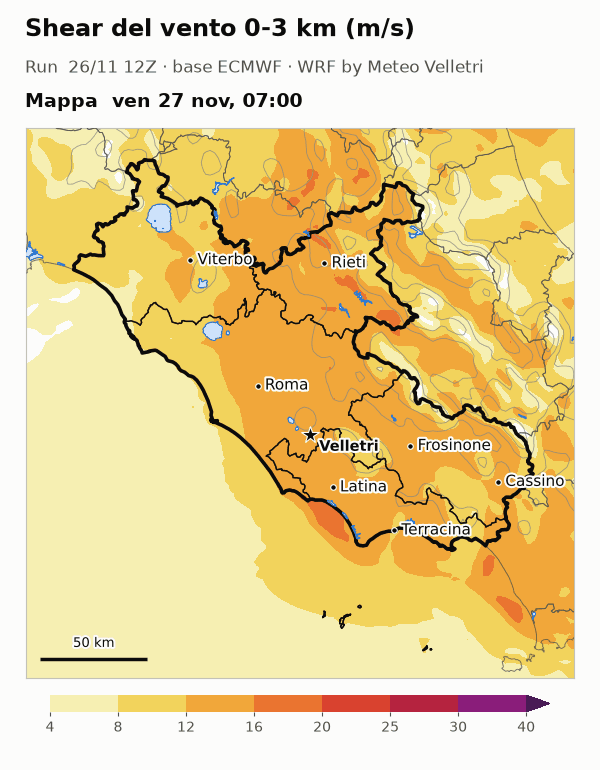 Shear del vento 0-3 km (m/s)
Run 26/11 12Z · base ECMWF · WRF by Meteo Velletri
Mappa ven 27 nov, 07:00
Viterbo
Rieti
Roma
Velletri
Frosinone
Latina
Cassino
Terracina
50 km
4 8 12 16 20 25 30 40